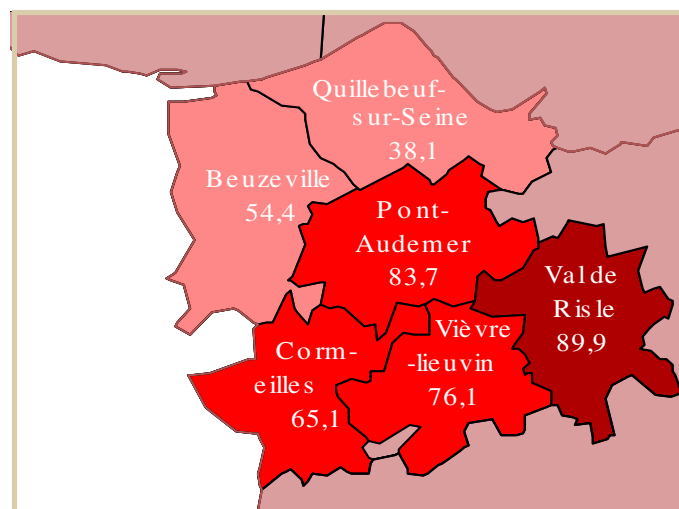 Quillebeuf-
sur-Seine
38,1
Beuzeville
54,4
Pont-
Audemer
83,7
Val de
Risle
89,9
Vièvre
-lieuvin
76,1
Corm-
eilles
65,1